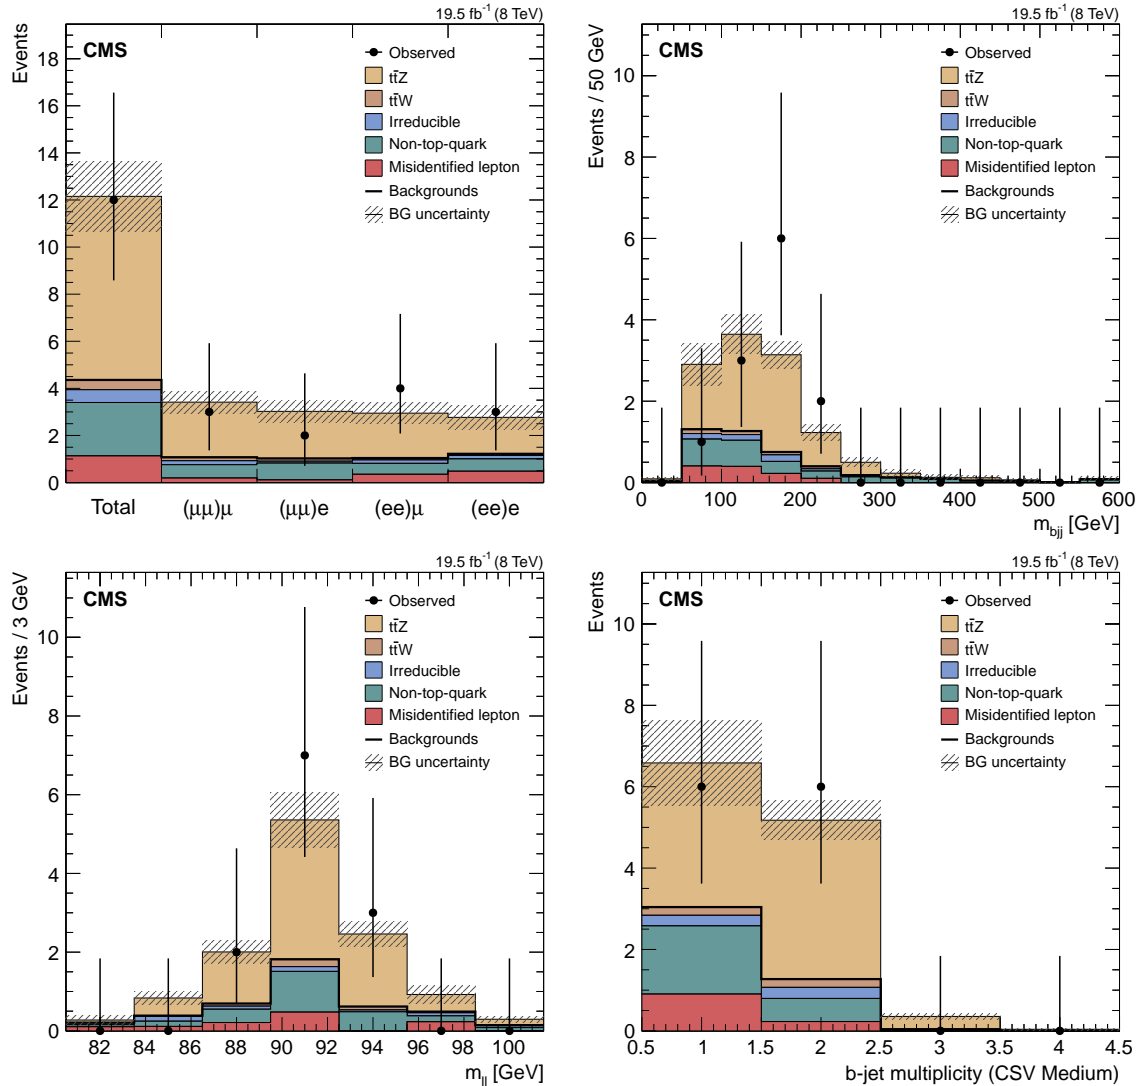 19.5 fb⁻¹ (8 TeV)
Events
CMS
Observed
tt̄Z
tt̄W
Irreducible
Non-top-quark
Misidentified lepton
Backgrounds
BG uncertainty
18
16
14
12
10
8
6
4
2
0
Total (μμ)μ (μμ)e (ee)μ (ee)e
19.5 fb⁻¹ (8 TeV)
Events / 50 GeV
CMS
Observed
tt̄Z
tt̄W
Irreducible
Non-top-quark
Misidentified lepton
Backgrounds
BG uncertainty
10
8
6
4
2
0
0 100 200 300 400 500 600
m_bjj [GeV]
19.5 fb⁻¹ (8 TeV)
Events / 3 GeV
CMS
Observed
tt̄Z
tt̄W
Irreducible
Non-top-quark
Misidentified lepton
Backgrounds
BG uncertainty
10
8
6
4
2
0
82 84 86 88 90 92 94 96 98 100
m_ll [GeV]
19.5 fb⁻¹ (8 TeV)
Events
CMS
Observed
tt̄Z
tt̄W
Irreducible
Non-top-quark
Misidentified lepton
Backgrounds
BG uncertainty
10
8
6
4
2
0
0.5 1 1.5 2 2.5 3 3.5 4 4.5
b-jet multiplicity (CSV Medium)